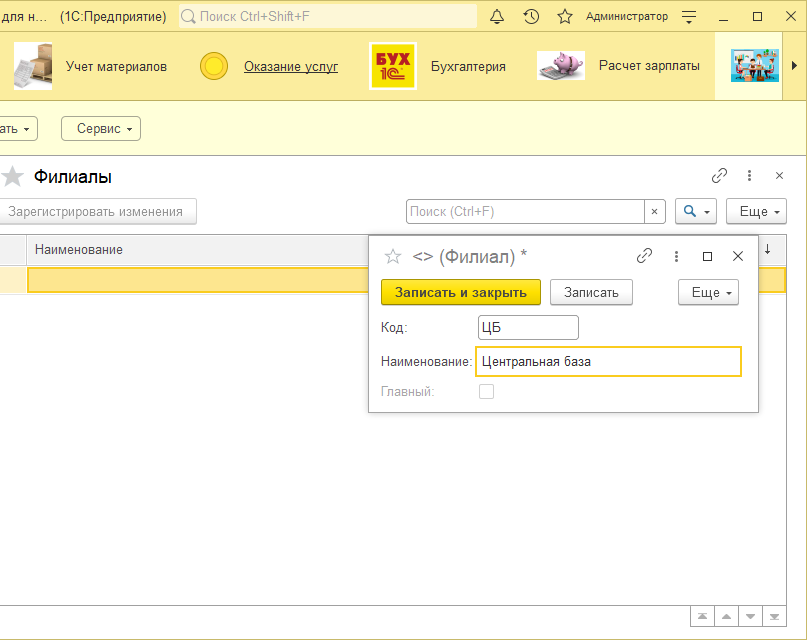 для н... (1С:Предприятие) Поиск Ctrl+Shift+F Администратор
Учет материалов Оказание услуг БУХ 1С Бухгалтерия Расчет зарплаты
ать Сервис
Филиалы
Зарегистрировать изменения Поиск (Ctrl+F) × Еще
Наименование
<> (Филиал) *
Записать и закрыть Записать Еще
Код: ЦБ
Наименование: Центральная база
Главный: